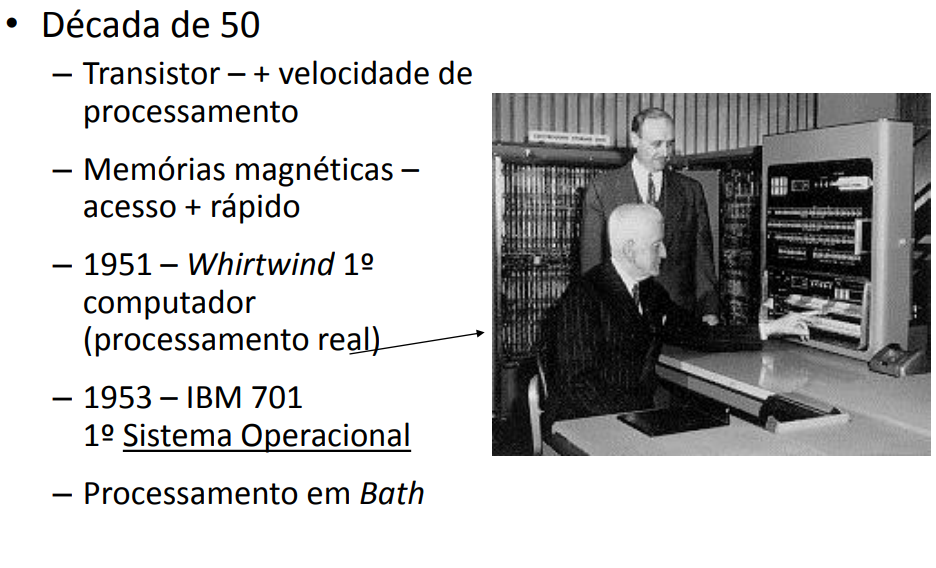 • Década de 50
– Transistor – + velocidade de
processamento
– Memórias magnéticas –
acesso + rápido
– 1951 – Whirtwind 1º
computador
(processamento real)
– 1953 – IBM 701
1º Sistema Operacional
– Processamento em Bath